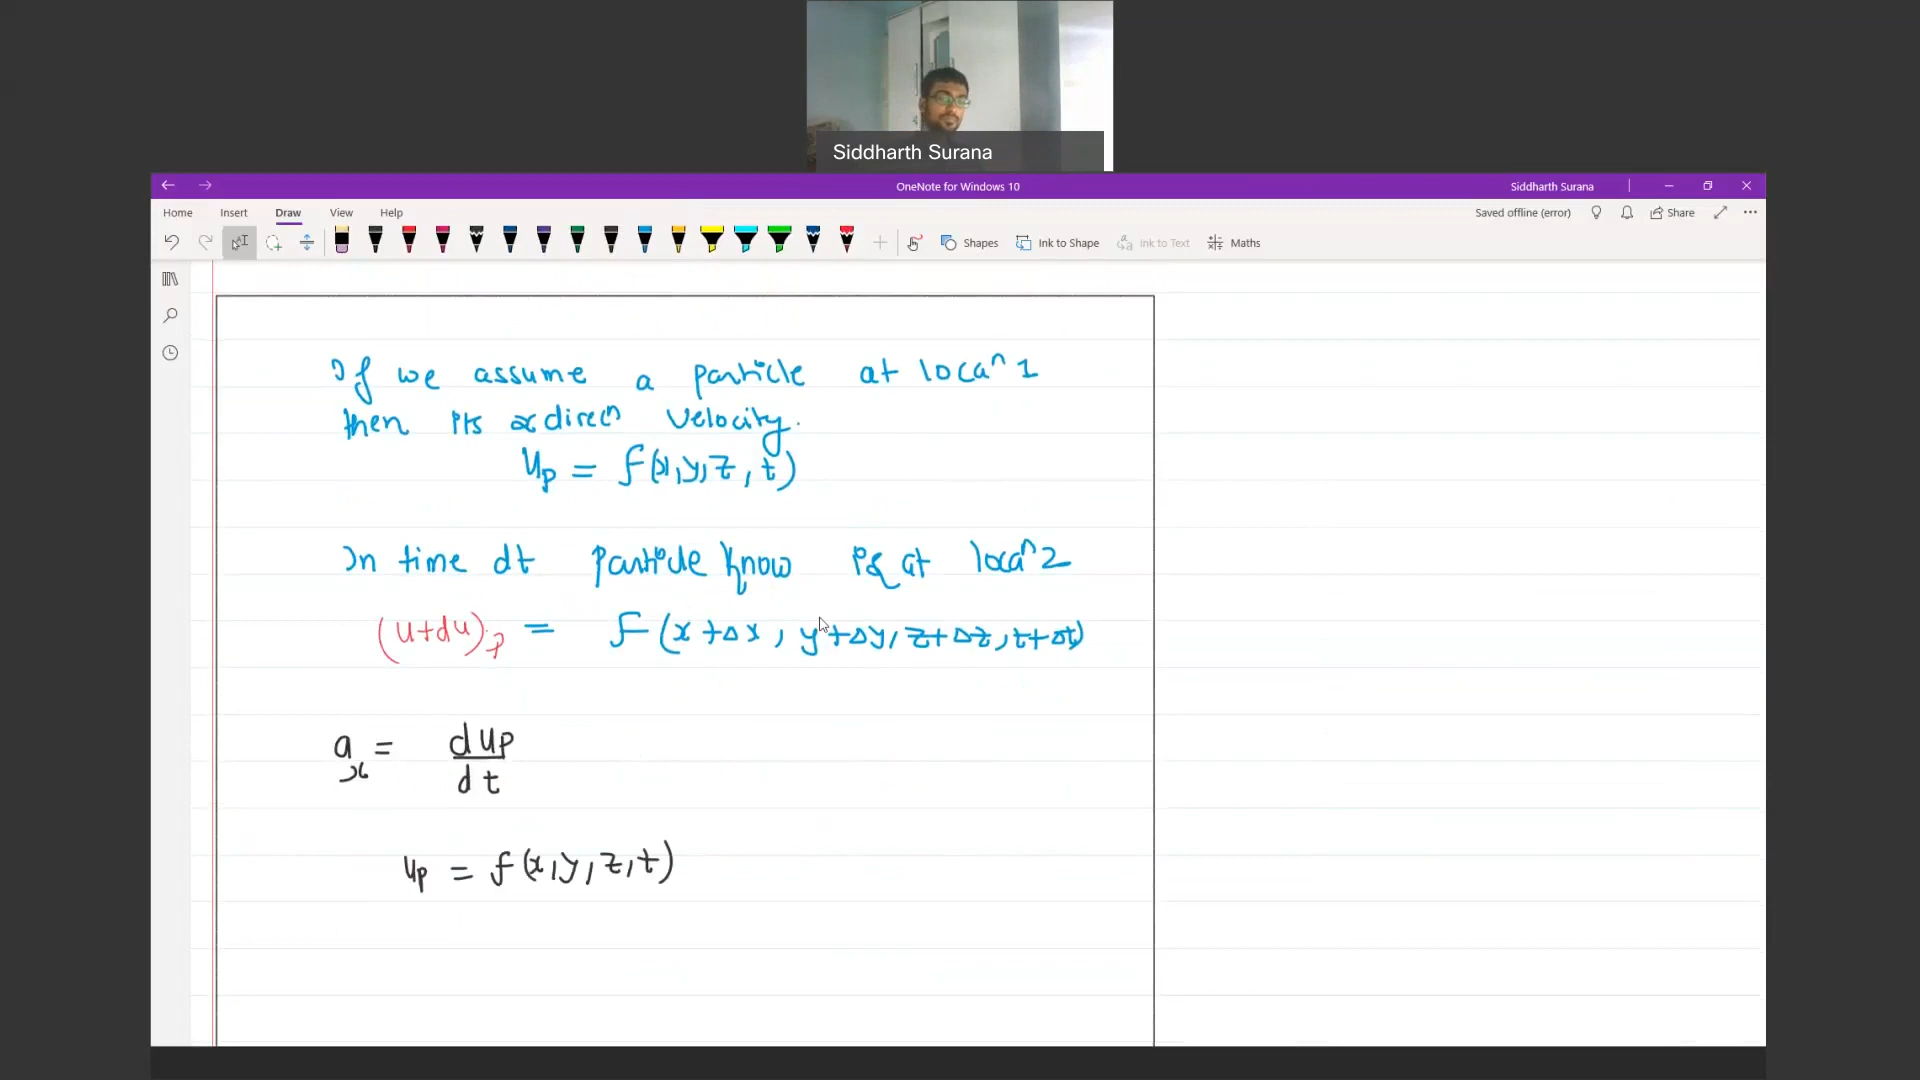 Siddharth Surana
OneNote for Windows 10
Siddharth Surana
Home Insert Draw View Help
Saved offline (error)
Share
Shapes
Ink to Shape
Ink to Text
Maths
If we assume a particle at locaⁿ 1
then its x direcⁿ velocity.
up = f(x,y,z,t)
In time dt particle know is at locaⁿ 2
(u+du)p = f(x+Δx, y+Δy, z+Δz, t+Δt)
ax = dup/dt
up = f(x,y,z,t)